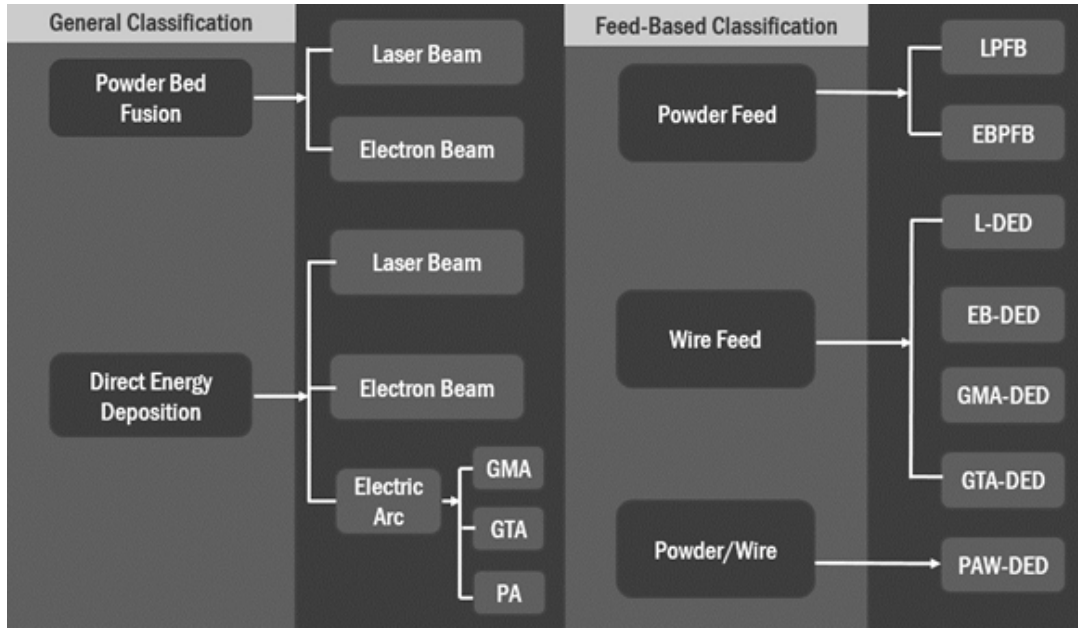 General Classification
Powder Bed
Fusion
Laser Beam
Electron Beam
Direct Energy
Deposition
Laser Beam
Electron Beam
Electric
Arc
GMA
GTA
PA
Feed-Based Classification
Powder Feed
LPFB
EBPFB
Wire Feed
L-DED
EB-DED
GMA-DED
GTA-DED
Powder/Wire
PAW-DED